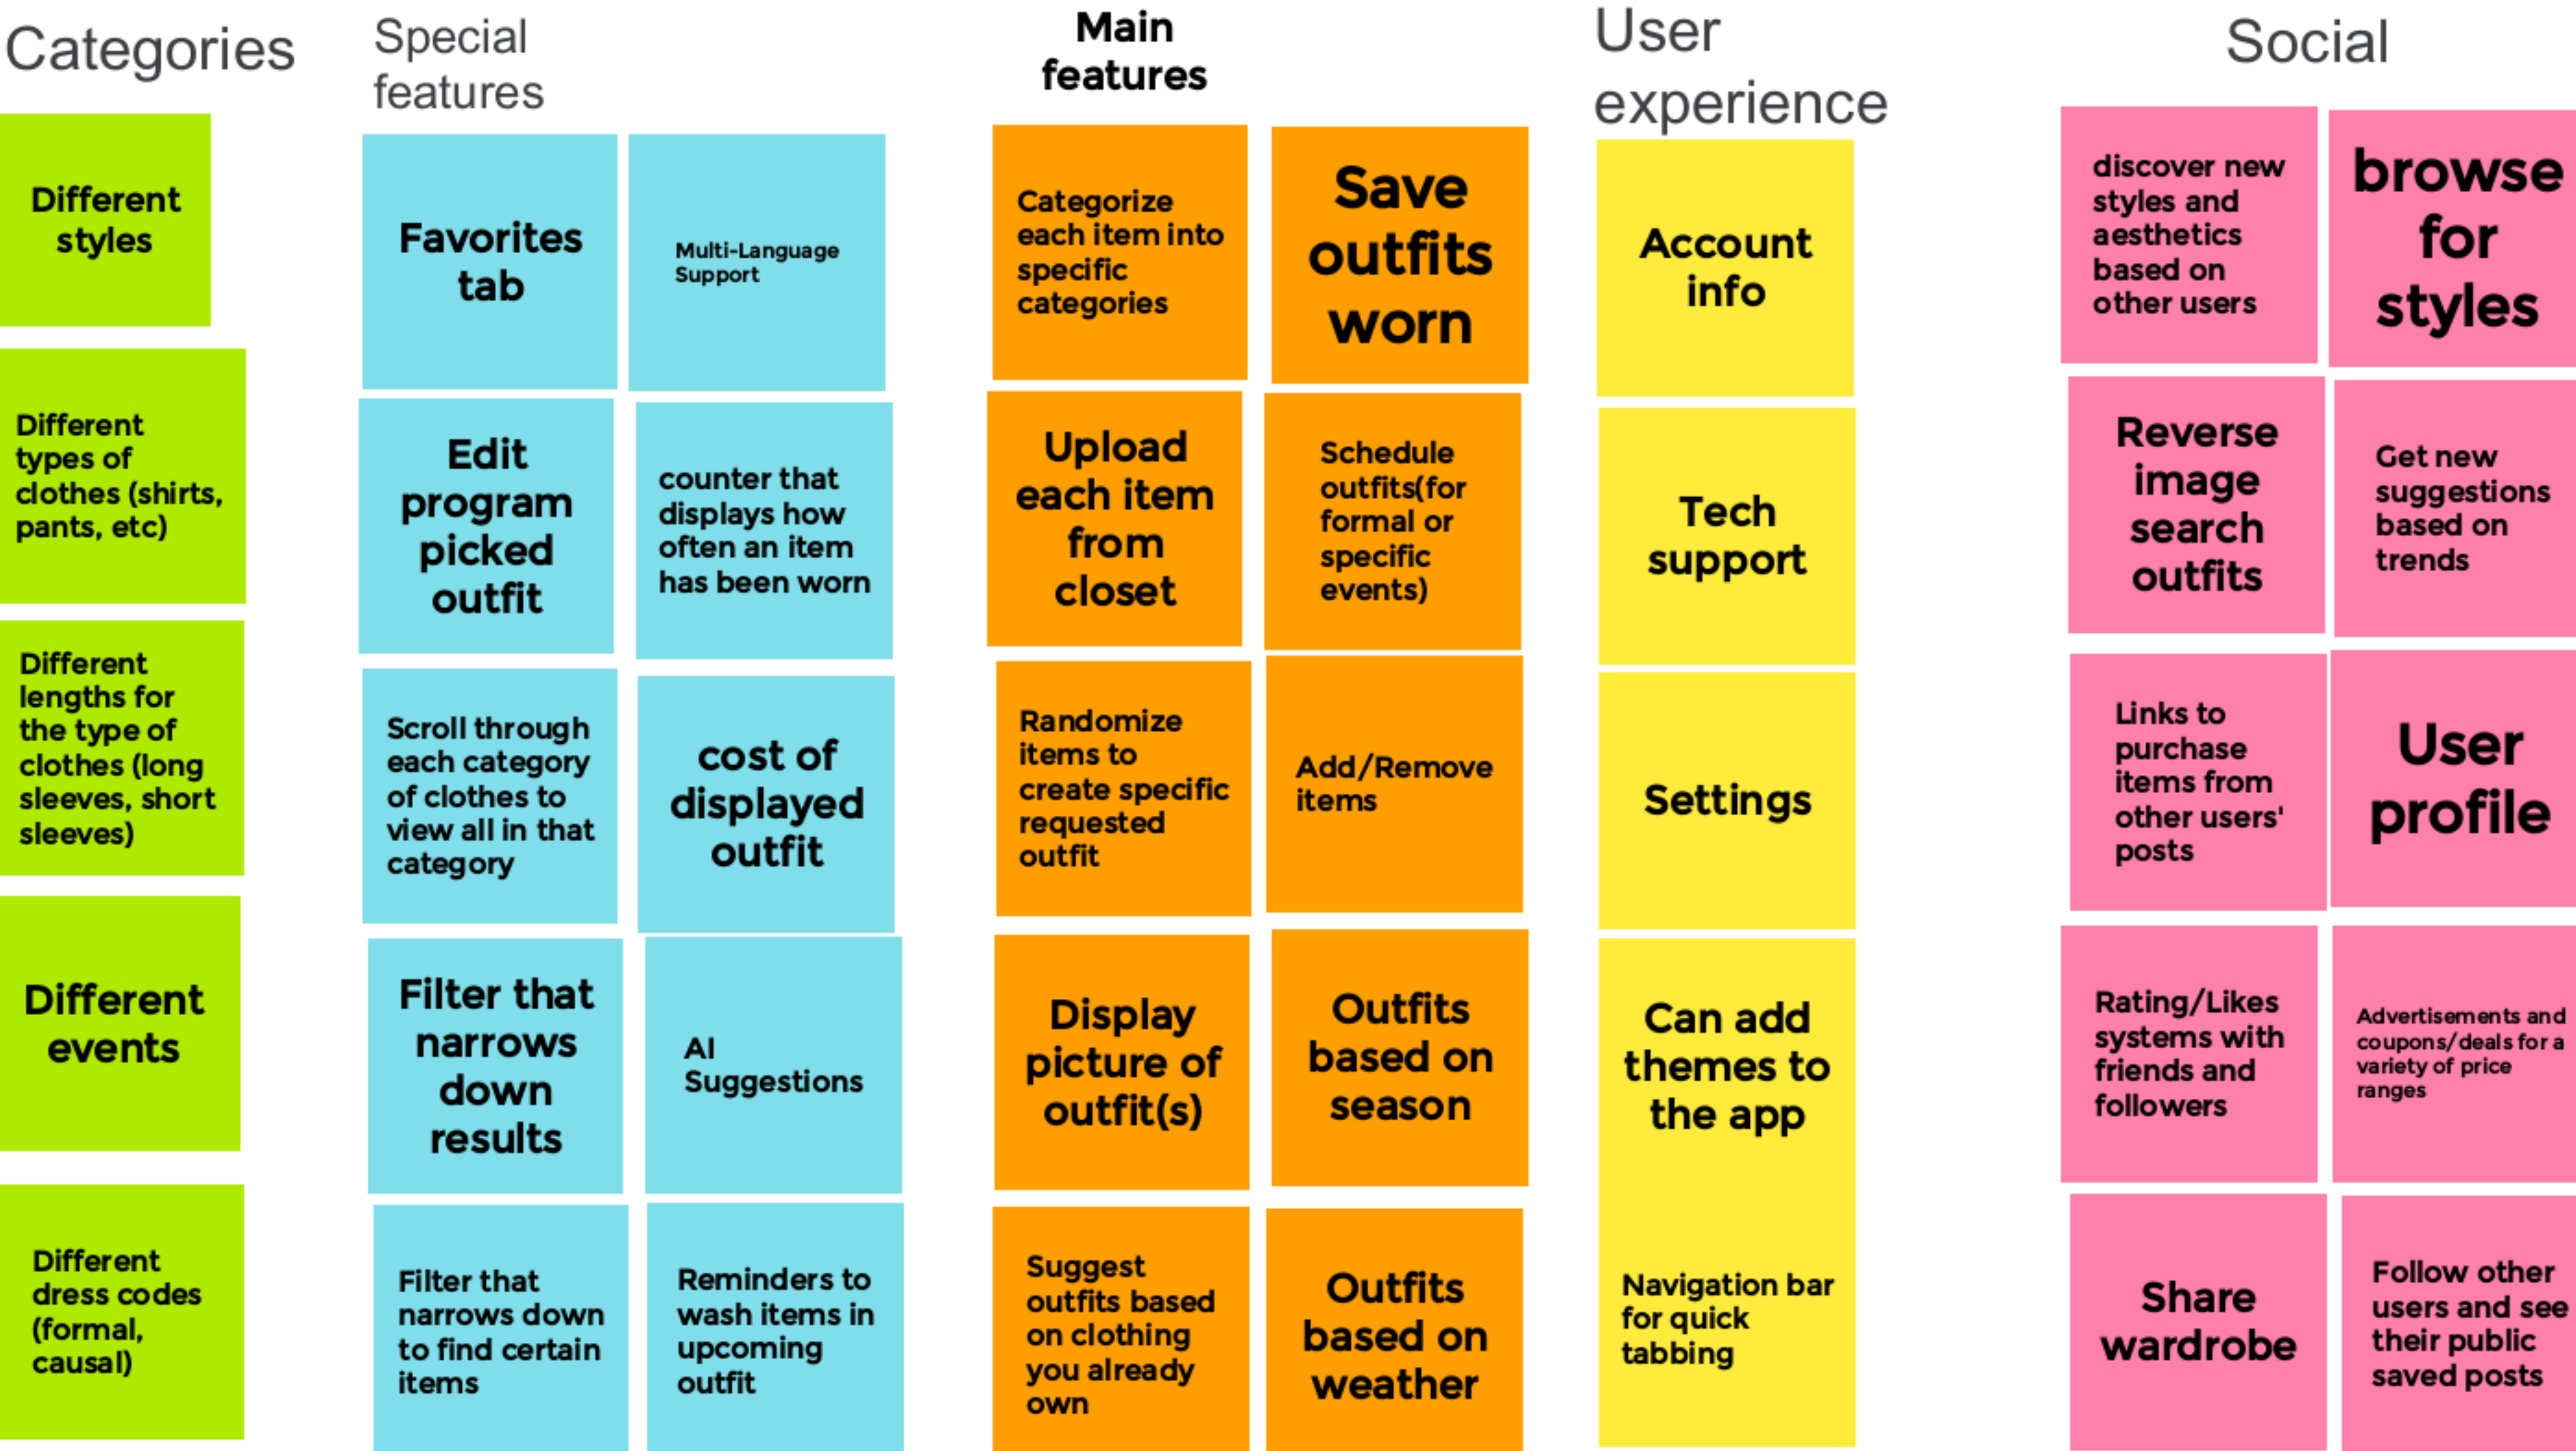 Categories
Different
styles
Different
types of
clothes (shirts,
pants, etc)
Different
lengths for
the type of
clothes (long
sleeves, short
sleeves)
Different
events
Different
dress codes
(formal,
causal)
Special
features
Favorites
tab
Multi-Language
Support
Edit
program
picked
outfit
counter that
displays how
often an item
has been worn
Scroll through
each category
of clothes to
view all in that
category
cost of
displayed
outfit
Filter that
narrows
down
results
AI
Suggestions
Filter that
narrows down
to find certain
items
Reminders to
wash items in
upcoming
outfit
Main
features
Categorize
each item into
specific
categories
Save
outfits
worn
Upload
each item
from
closet
Schedule
outfits(for
formal or
specific
events)
Randomize
items to
create specific
requested
outfit
Add/Remove
items
Display
picture of
outfit(s)
Outfits
based on
season
Suggest
outfits based
on clothing
you already
own
Outfits
based on
weather
User
experience
Account
info
Tech
support
Settings
Can add
themes to
the app
Navigation bar
for quick
tabbing
Social
discover new
styles and
aesthetics
based on
other users
browse
for
styles
Reverse
image
search
outfits
Get new
suggestions
based on
trends
Links to
purchase
items from
other users'
posts
User
profile
Rating/Likes
systems with
friends and
followers
Advertisements and
coupons/deals for a
variety of price
ranges
Share
wardrobe
Follow other
users and see
their public
saved posts